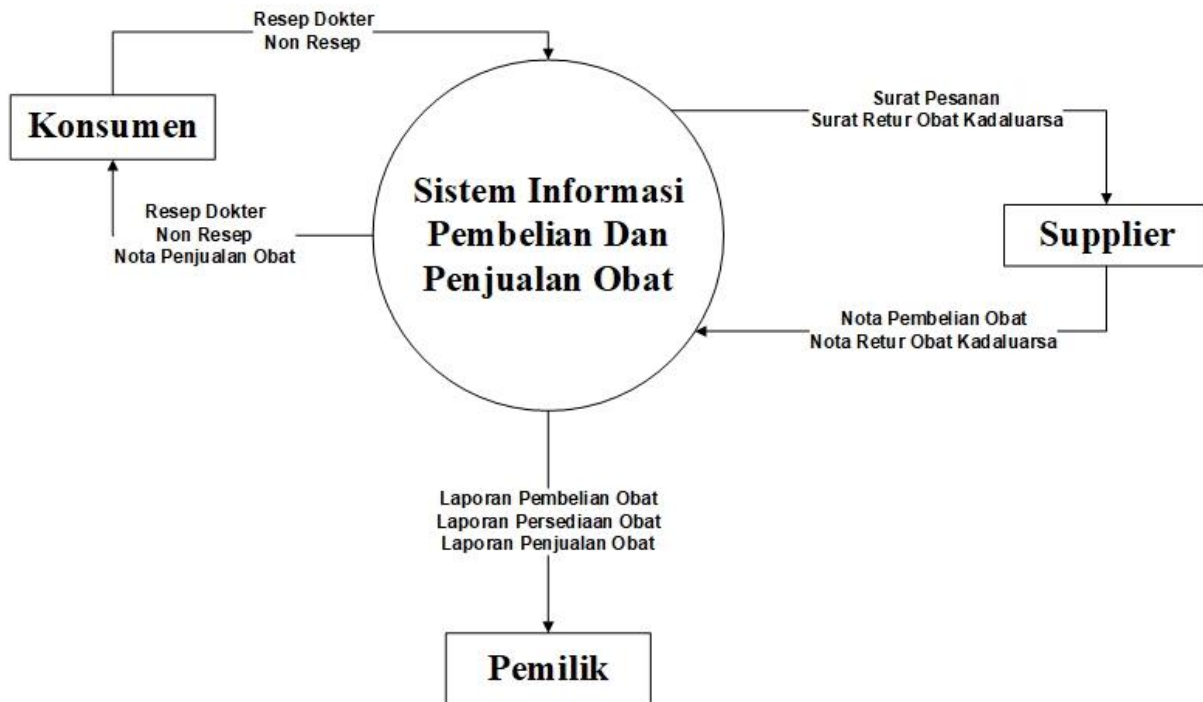 Resep Dokter
Non Resep
Konsumen
Resep Dokter
Non Resep
Nota Penjualan Obat
Sistem Informasi
Pembelian Dan
Penjualan Obat
Surat Pesanan
Surat Retur Obat Kadaluarsa
Supplier
Nota Pembelian Obat
Nota Retur Obat Kadaluarsa
Laporan Pembelian Obat
Laporan Persediaan Obat
Laporan Penjualan Obat
Pemilik